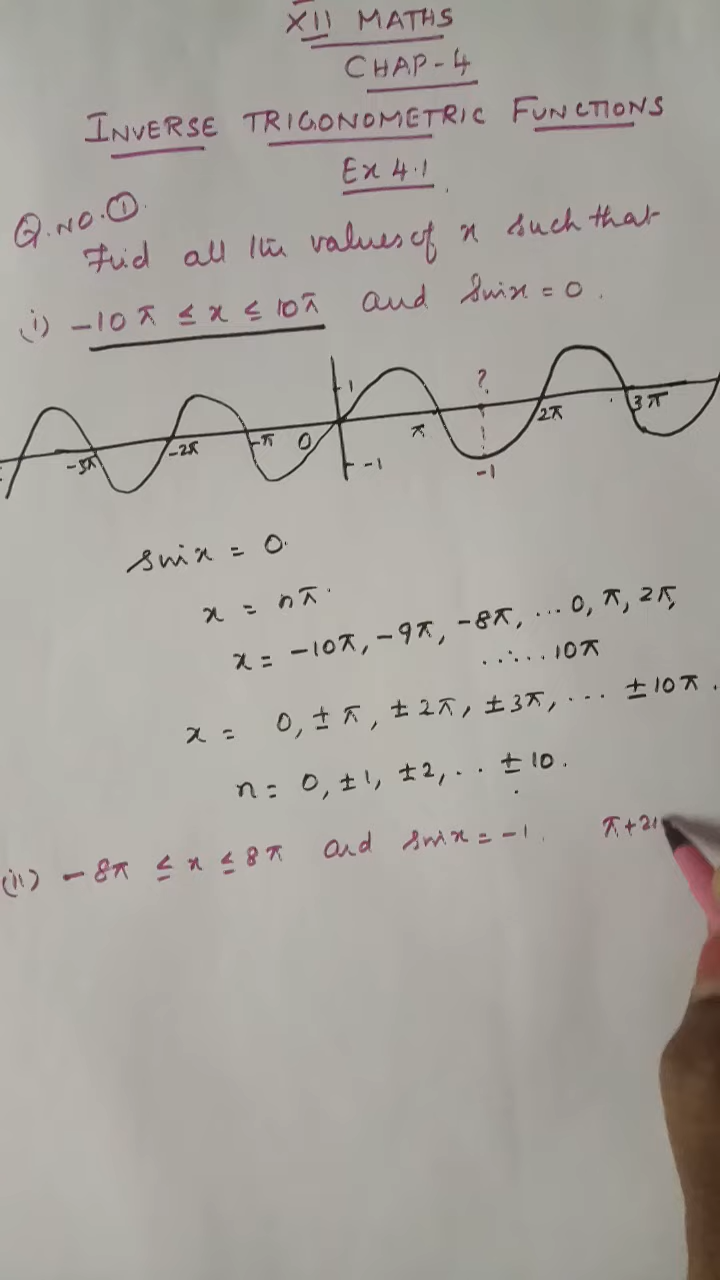 XII MATHS
CHAP-4
INVERSE TRIGONOMETRIC FUNCTIONS
Ex 4.1
Q.NO.①
Find all the values of x such that
(i) -10π ≤ x ≤ 10π and sin x = 0.
1 ? 
-3π -2π -π 0 π 2π 3π
-1 -1
sin x = 0.
x = nπ.
x = -10π, -9π, -8π, ... 0, π, 2π,
...... 10π
x = 0, ±π, ±2π, ±3π, ... ±10π.
n = 0, ±1, ±2, .. ±10.
(ii) -8π ≤ x ≤ 8π and sin x = -1. π+2